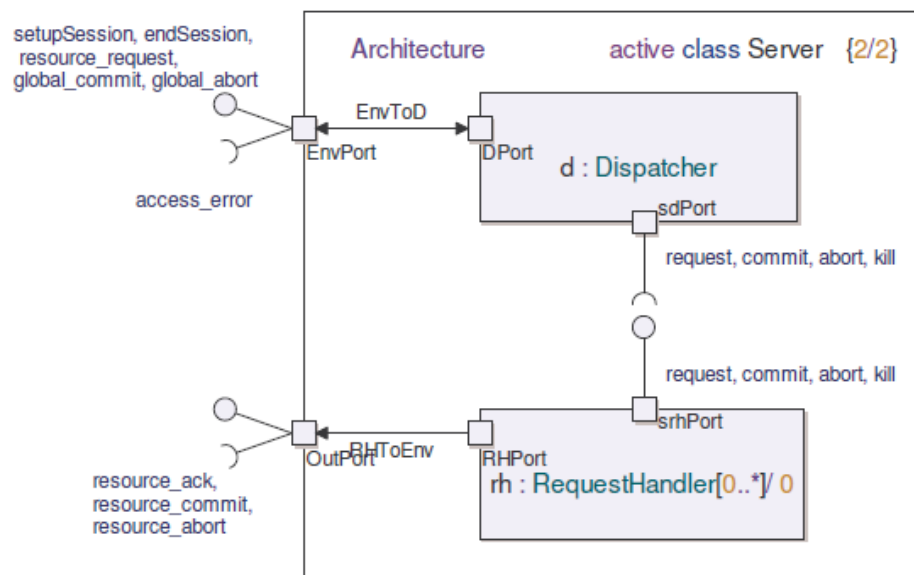 setupSession, endSession,
resource_request,
global_commit, global_abort
Architecture
active class Server {2/2}
EnvToD
EnvPort
DPort
d : Dispatcher
access_error
sdPort
request, commit, abort, kill
request, commit, abort, kill
srhPort
RHToEnv
OutPort
RHPort
rh : RequestHandler[0..*]/ 0
resource_ack,
resource_commit,
resource_abort